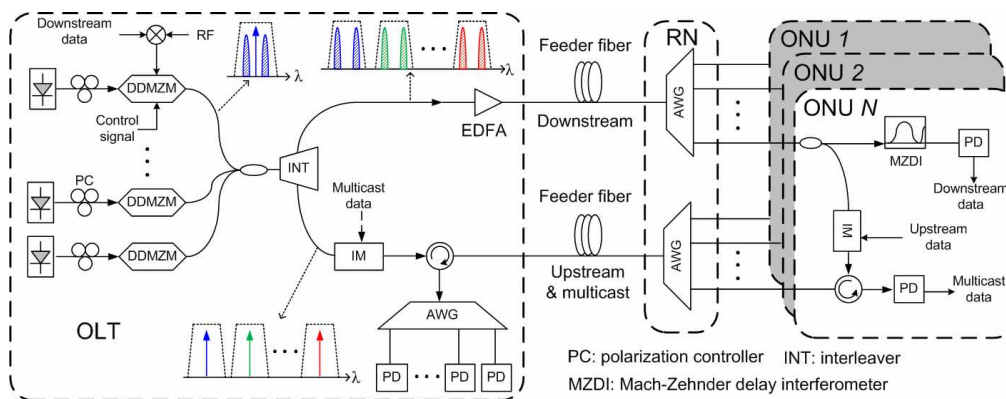 Downstream data
RF
DDMZM
Control signal
PC
DDMZM
DDMZM
OLT
λ
λ
INT
EDFA
Multicast data
IM
AWG
PD
PD
PD
λ
Feeder fiber
Downstream
Feeder fiber
Upstream & multicast
RN
AWG
AWG
ONU 1
ONU 2
ONU N
MZDI
PD
Downstream data
IM
Upstream data
PD
Multicast data
PC: polarization controller INT: interleaver
MZDI: Mach-Zehnder delay interferometer